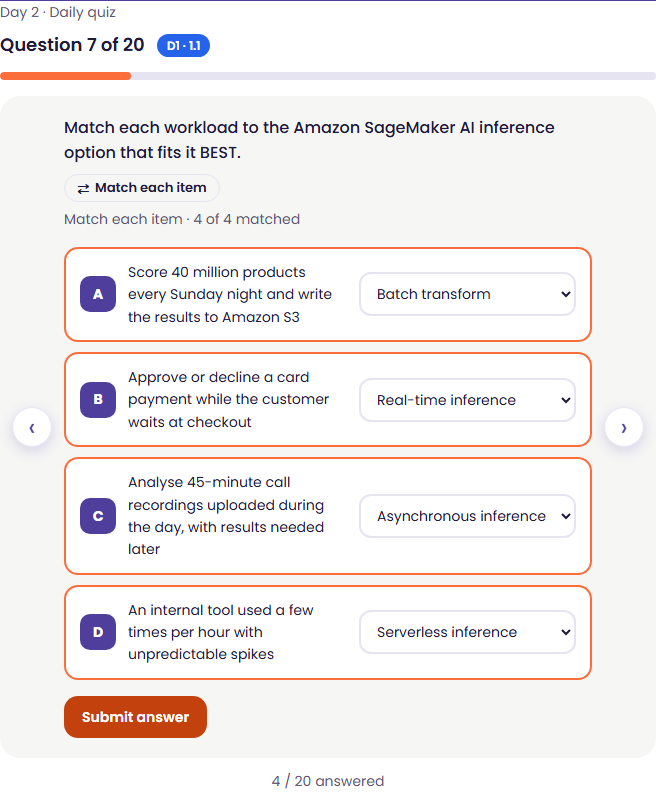 Day 2 · Daily quiz
Question 7 of 20 D1 · 1.1
Match each workload to the Amazon SageMaker AI inference
option that fits it BEST.
⇄ Match each item
Match each item · 4 of 4 matched
A
Score 40 million products
every Sunday night and write
the results to Amazon S3
Batch transform
B
Approve or decline a card
payment while the customer
waits at checkout
Real-time inference
C
Analyse 45-minute call
recordings uploaded during
the day, with results needed
later
Asynchronous inference
D
An internal tool used a few
times per hour with
unpredictable spikes
Serverless inference
‹
›
Submit answer
4 / 20 answered